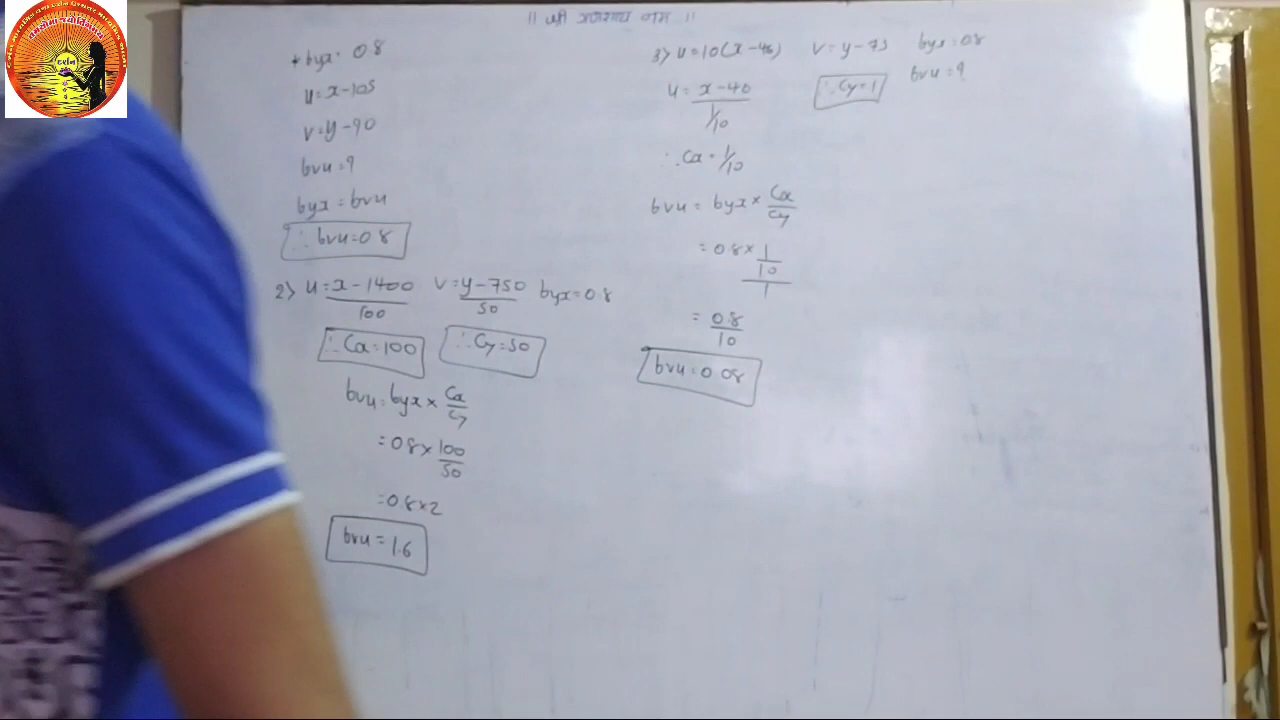 || श्री गणेशाय नमः ||
* byx = 0.8
u = x-105
v = y-90
bvu = ?
byx = bvu
∴ bvu = 0.8
2> u = x-1400 / 100 v = y-750 / 50 byx = 0.8
∴ Cx = 100 ∴ Cy = 50
bvu = byx × Cx/Cy
= 0.8 × 100/50
= 0.8 × 2
bvu = 1.6
3> u = 10(x-40) v = y-75 byx = 0.8
u = x-40 / 1/10 ∴ Cy = 1 bvu = ?
∴ Cx = 1/10
bvu = byx × Cx/Cy
= 0.8 × 1/10 / 1
= 0.8/10
bvu = 0.08
दर्शन